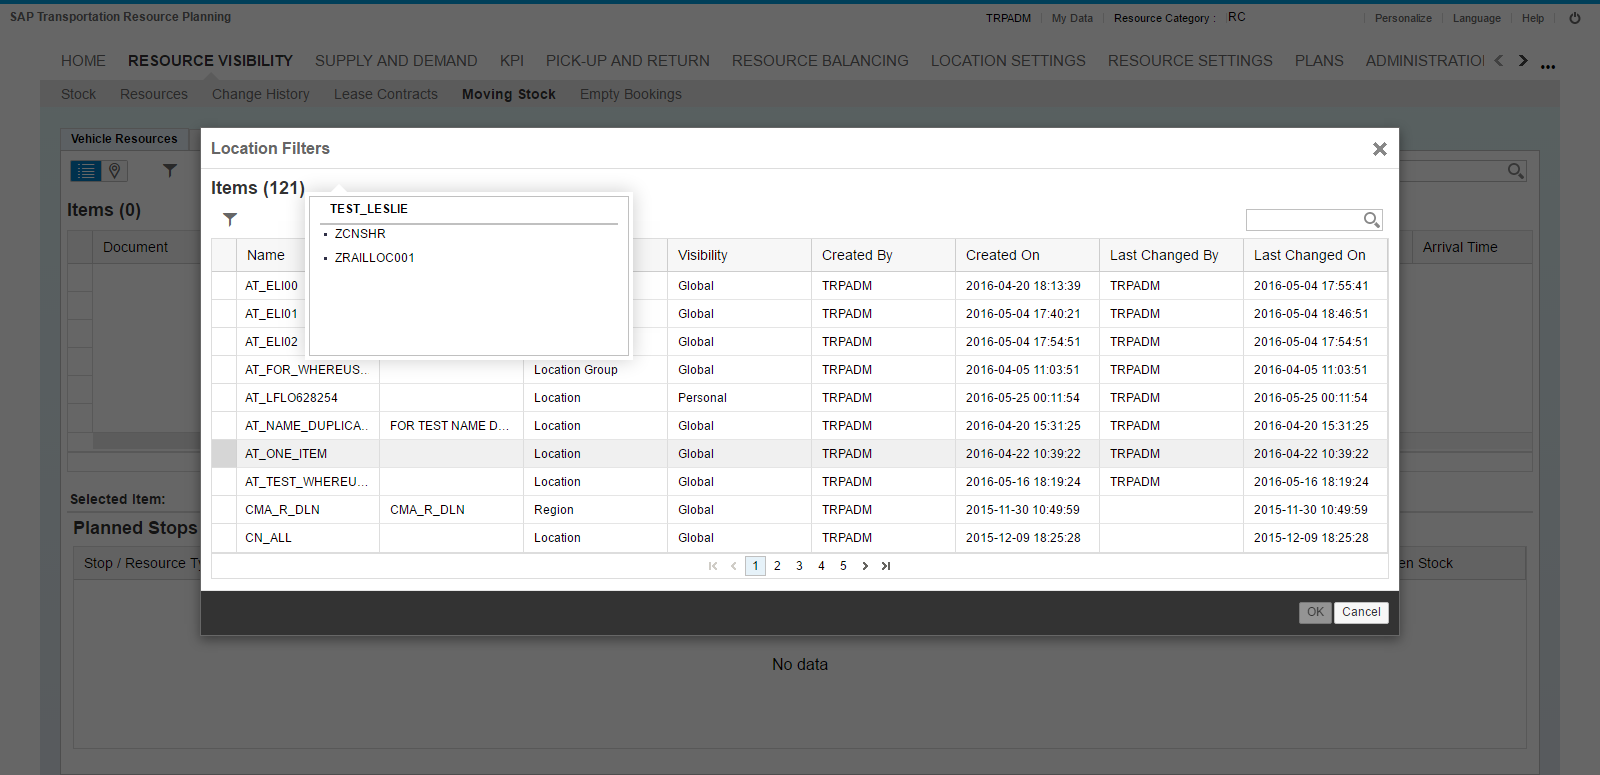 SAP Transportation Resource Planning
TRPADM My Data Resource Category : RC Personalize Language Help
HOME RESOURCE VISIBILITY SUPPLY AND DEMAND KPI PICK-UP AND RETURN RESOURCE BALANCING LOCATION SETTINGS RESOURCE SETTINGS PLANS ADMINISTRATIO
Stock Resources Change History Lease Contracts Moving Stock Empty Bookings
Vehicle Resources
Items (0)
Document Arrival Time
Selected Item:
Planned Stops
Stop / Resource Ty en Stock
No data
Location Filters
Items (121)
TEST_LESLIE
ZCNSHR
ZRAILLOC001
Name Visibility Created By Created On Last Changed By Last Changed On
AT_ELI00 Global TRPADM 2016-04-20 18:13:39 TRPADM 2016-05-04 17:55:41
AT_ELI01 Global TRPADM 2016-05-04 17:40:21 TRPADM 2016-05-04 18:46:51
AT_ELI02 Global TRPADM 2016-05-04 17:54:51 TRPADM 2016-05-04 17:54:51
AT_FOR_WHEREUS.. Location Group Global TRPADM 2016-04-05 11:03:51 TRPADM 2016-04-05 11:03:51
AT_LFLO628254 Location Personal TRPADM 2016-05-25 00:11:54 TRPADM 2016-05-25 00:11:54
AT_NAME_DUPLICA.. FOR TEST NAME D... Location Global TRPADM 2016-04-20 15:31:25 TRPADM 2016-04-20 15:31:25
AT_ONE_ITEM Location Global TRPADM 2016-04-22 10:39:22 TRPADM 2016-04-22 10:39:22
AT_TEST_WHEREU... Location Global TRPADM 2016-05-16 18:19:24 TRPADM 2016-05-16 18:19:24
CMA_R_DLN CMA_R_DLN Region Global TRPADM 2015-11-30 10:49:59 2015-11-30 10:49:59
CN_ALL Location Global TRPADM 2015-12-09 18:25:28 2015-12-09 18:25:28
1 2 3 4 5
OK Cancel